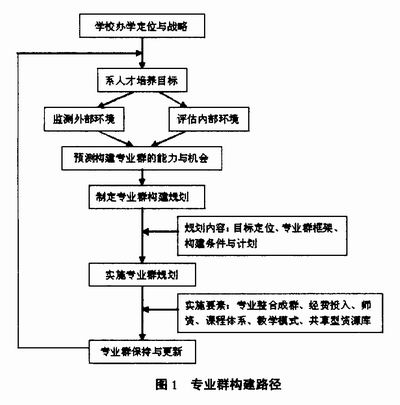 学校办学定位与战略
系人才培养目标
监测外部环境
评估内部环境
预测构建专业群的能力与机会
制定专业群构建规划
规划内容：目标定位、专业群框架、
构建条件与计划
实施专业群规划
实施要素：专业整合成群、经费投入、师
资、课程体系、教学模式、共享型资源库
专业群保持与更新
图1 专业群构建路径